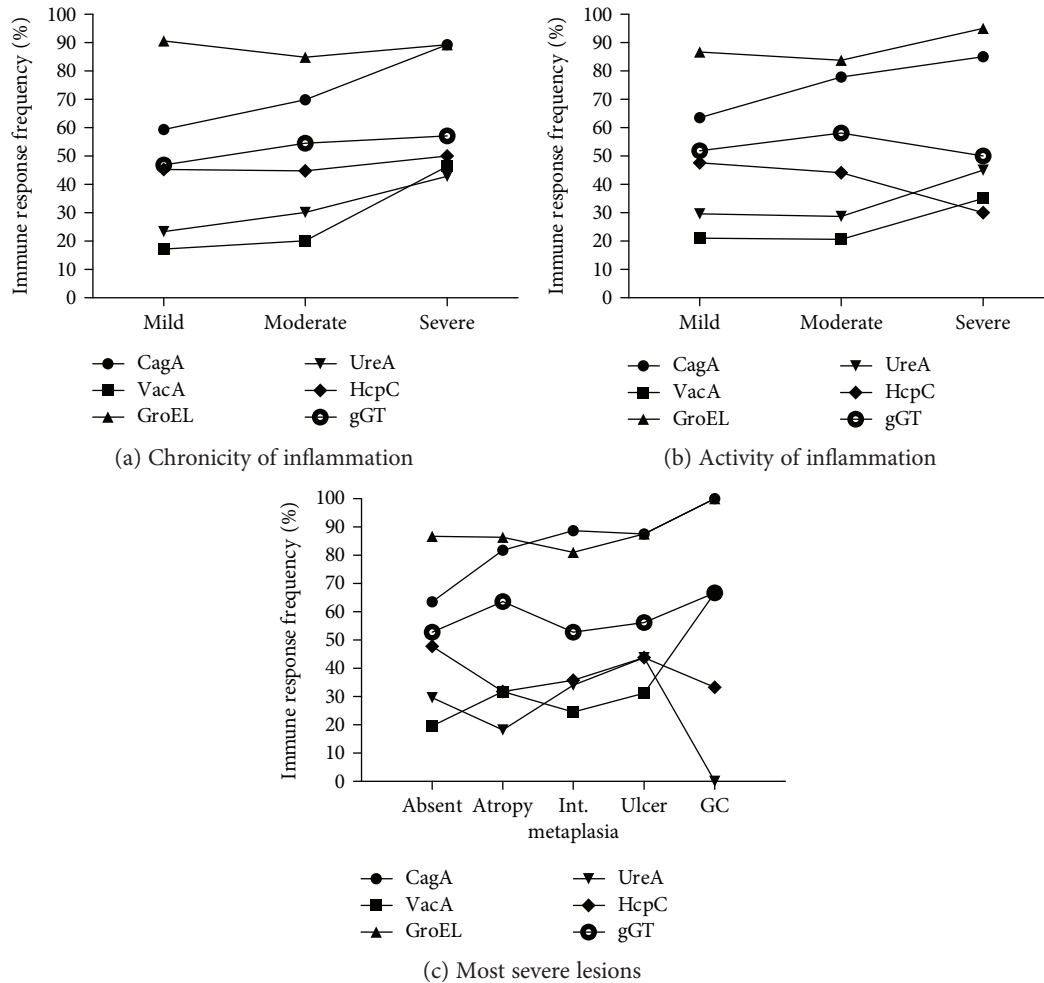 Immune response frequency (%)
100
90
80
70
60
50
40
30
20
10
0
Mild Moderate Severe
CagA UreA
VacA HcpC
GroEL gGT
(a) Chronicity of inflammation
Immune response frequency (%)
100
90
80
70
60
50
40
30
20
10
0
Mild Moderate Severe
CagA UreA
VacA HcpC
GroEL gGT
(b) Activity of inflammation
Immune response frequency (%)
100
90
80
70
60
50
40
30
20
10
0
Absent Atropy Int. Ulcer GC
metaplasia
CagA UreA
VacA HcpC
GroEL gGT
(c) Most severe lesions